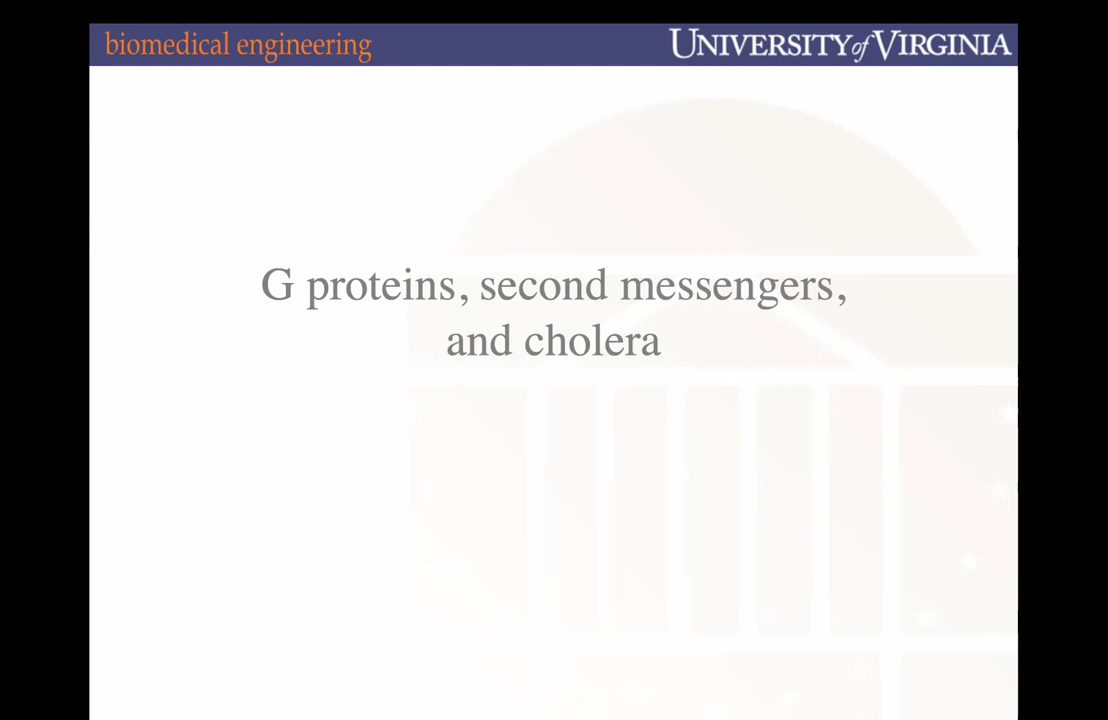 biomedical engineering
UNIVERSITY of VIRGINIA
G proteins, second messengers,
and cholera